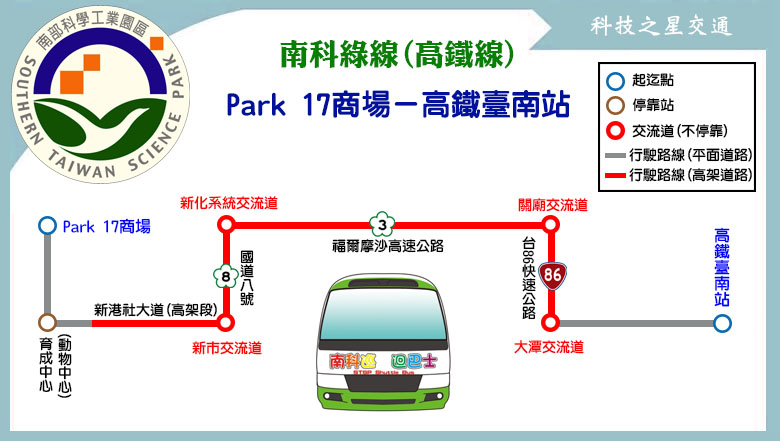 南部科學工業園區
SOUTHERN TAIWAN SCIENCE PARK
科技之星交通
南科綠線(高鐵線)
Park 17商場－高鐵臺南站
起迄點
停靠站
交流道(不停靠)
行駛路線(平面道路)
行駛路線(高架道路)
新化系統交流道
關廟交流道
Park 17商場
3
福爾摩沙高速公路
高鐵臺南站
國道八號
8
台86快速公路
86
新港社大道(高架段)
新市交流道
大潭交流道
(動物中心)
育成中心
南科巡迴巴士
STSP Shuttle Bus